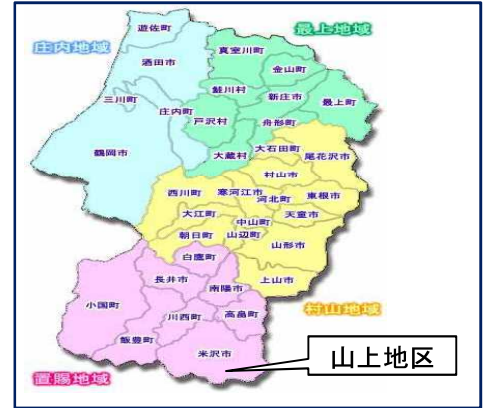 遊佐町
庄内地域
酒田市
最上地域
真室川町
金山町
三川町
鮭川村
新庄市
最上町
庄内町
戸沢村
舟形町
鶴岡市
大蔵村
大石田町
尾花沢市
村山市
西川町
寒河江市
河北町
東根市
大江町
中山町
天童市
朝日町
山辺町
山形市
白鷹町
長井市
南陽市
上山市
小国町
川西町
高畠町
村山地域
飯豊町
米沢市
山上地区
置賜地域